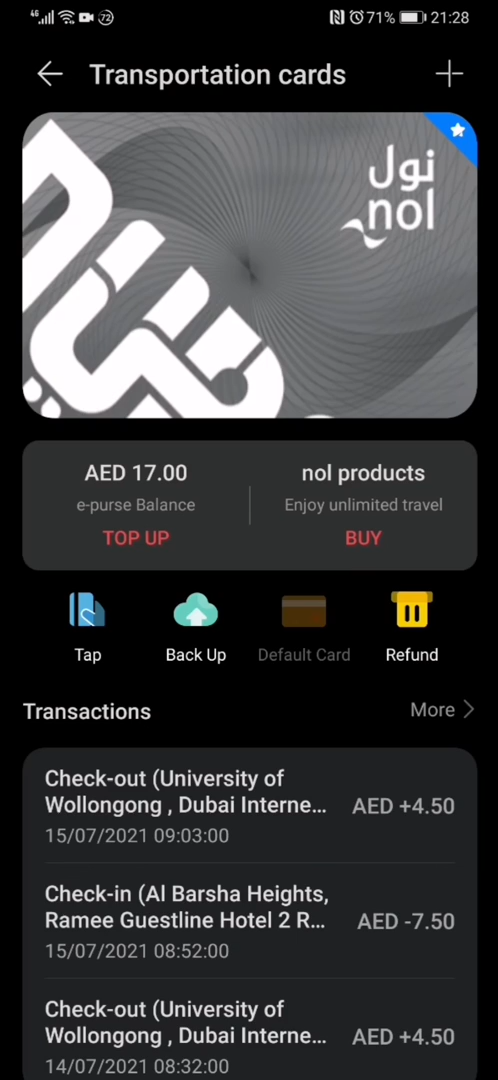 4G
72
71%
21:28
Transportation cards
نول
nol
AED 17.00
e-purse Balance
TOP UP
nol products
Enjoy unlimited travel
BUY
Tap
Back Up
Default Card
Refund
Transactions
More
Check-out (University of
Wollongong , Dubai Interne...
AED +4.50
15/07/2021 09:03:00
Check-in (Al Barsha Heights,
Ramee Guestline Hotel 2 R...
AED -7.50
15/07/2021 08:52:00
Check-out (University of
Wollongong , Dubai Interne...
AED +4.50
14/07/2021 08:32:00